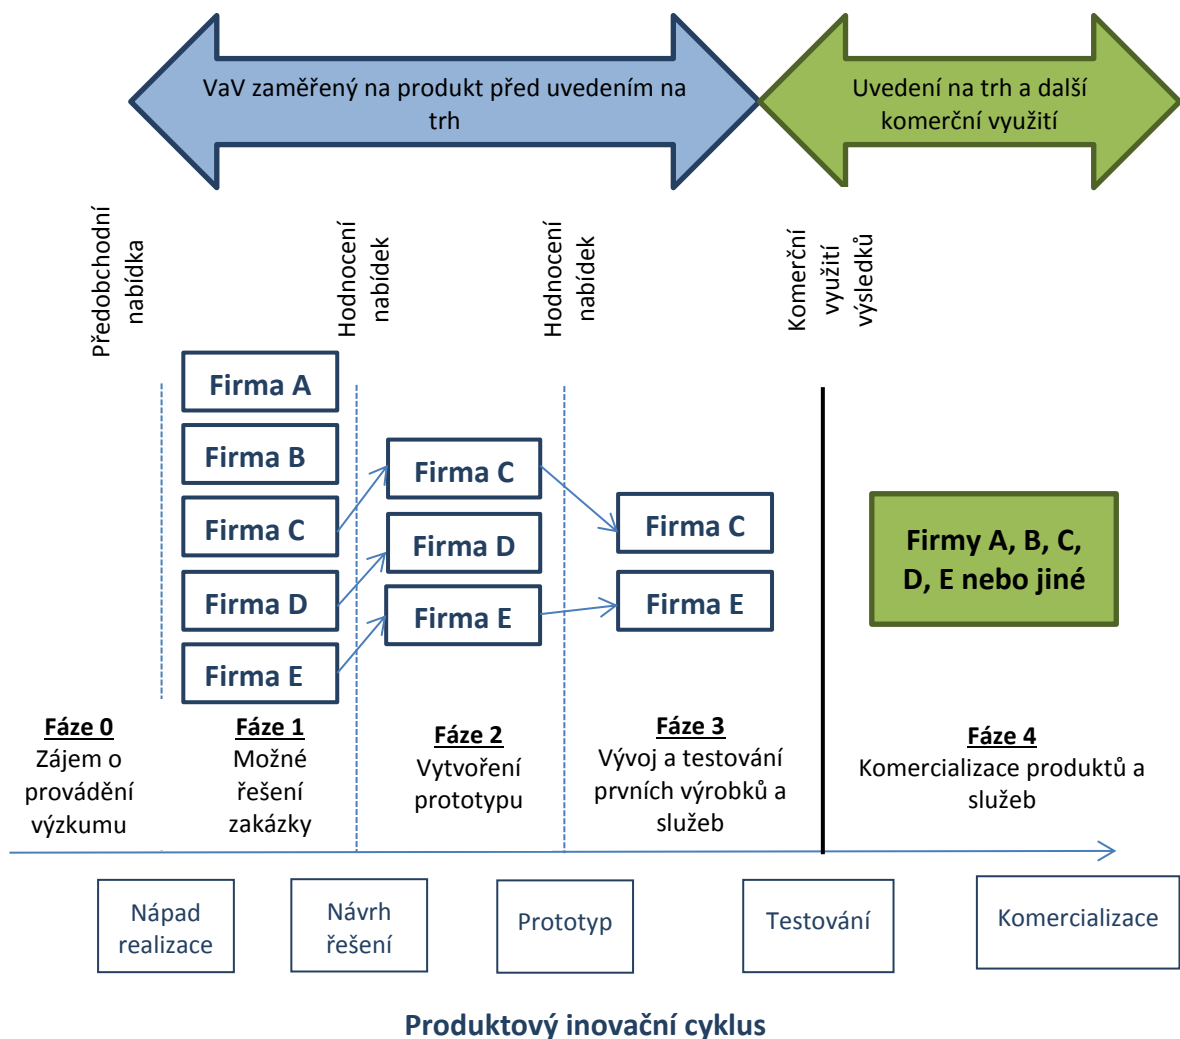 VaV zaměřený na produkt před uvedením na
trh
Uvedení na trh a další
komerční využití
Předobchodní
nabídka
Hodnocení
nabídek
Hodnocení
nabídek
Komerční
využití
výsledků
Firma A
Firma B
Firma C
Firma D
Firma E
Firma C
Firma D
Firma E
Firma C
Firma E
Firmy A, B, C,
D, E nebo jiné
Fáze 0
Zájem o
provádění
výzkumu
Fáze 1
Možné
řešení
zakázky
Fáze 2
Vytvoření
prototypu
Fáze 3
Vývoj a testování
prvních výrobků a
služeb
Fáze 4
Komercializace produktů a
služeb
Nápad
realizace
Návrh
řešení
Prototyp
Testování
Komercializace
Produktový inovační cyklus